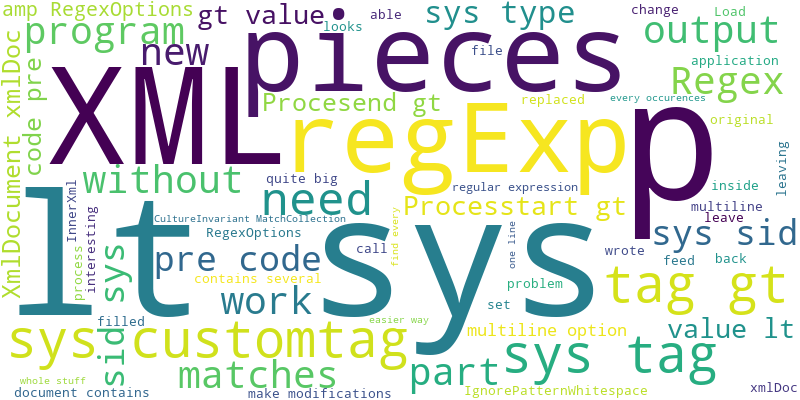 amp RegexOptions
gt value
able
sys type
change
Load
program
looks
pieces
output
new
file
application
XML
Regex
code pre
Procesend gt
replaced
every occurences
regExp
p
original
XmlDocument xmlDoc
without
quite big
need
regular expression
inside
leaving
InnerXml
interesting
process
lt
sys
CultureInvariant MatchCollection
Processtart gt
multiline
leave
RegexOptions
find every
one line
wrote
sys sid
sid sys
pre code
call
feed
back
contains several
problem
tag gt
work
set
filled
easier way
multiline option
value lt
sys customtag
sys tag
whole stuff
matches
part
document contains
make modifications
IgnorePatternWhitespace
xmlDoc